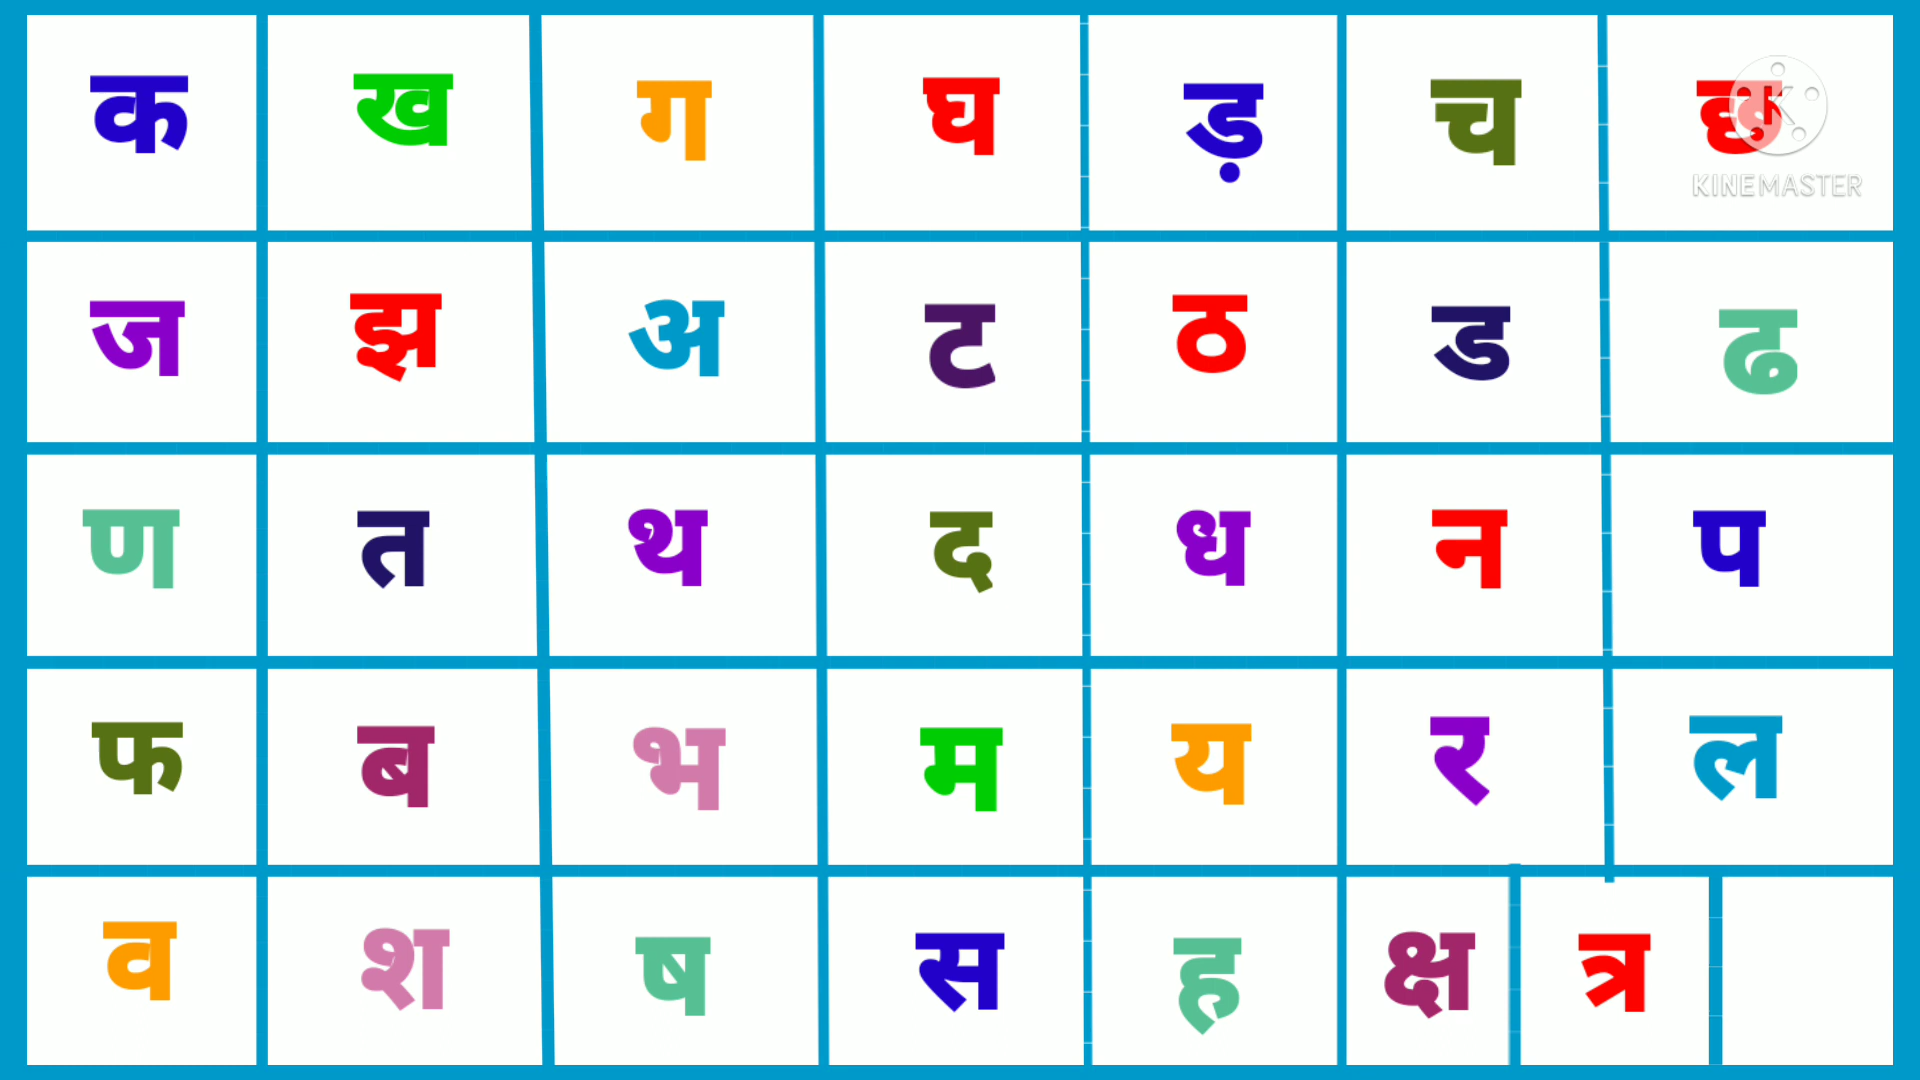 क ख ग घ ड़ च छ
KINEMASTER
ज झ अ ट ठ ड ढ
ण त थ द ध न प
फ ब भ म य र ल
व श ष स ह क्ष त्र